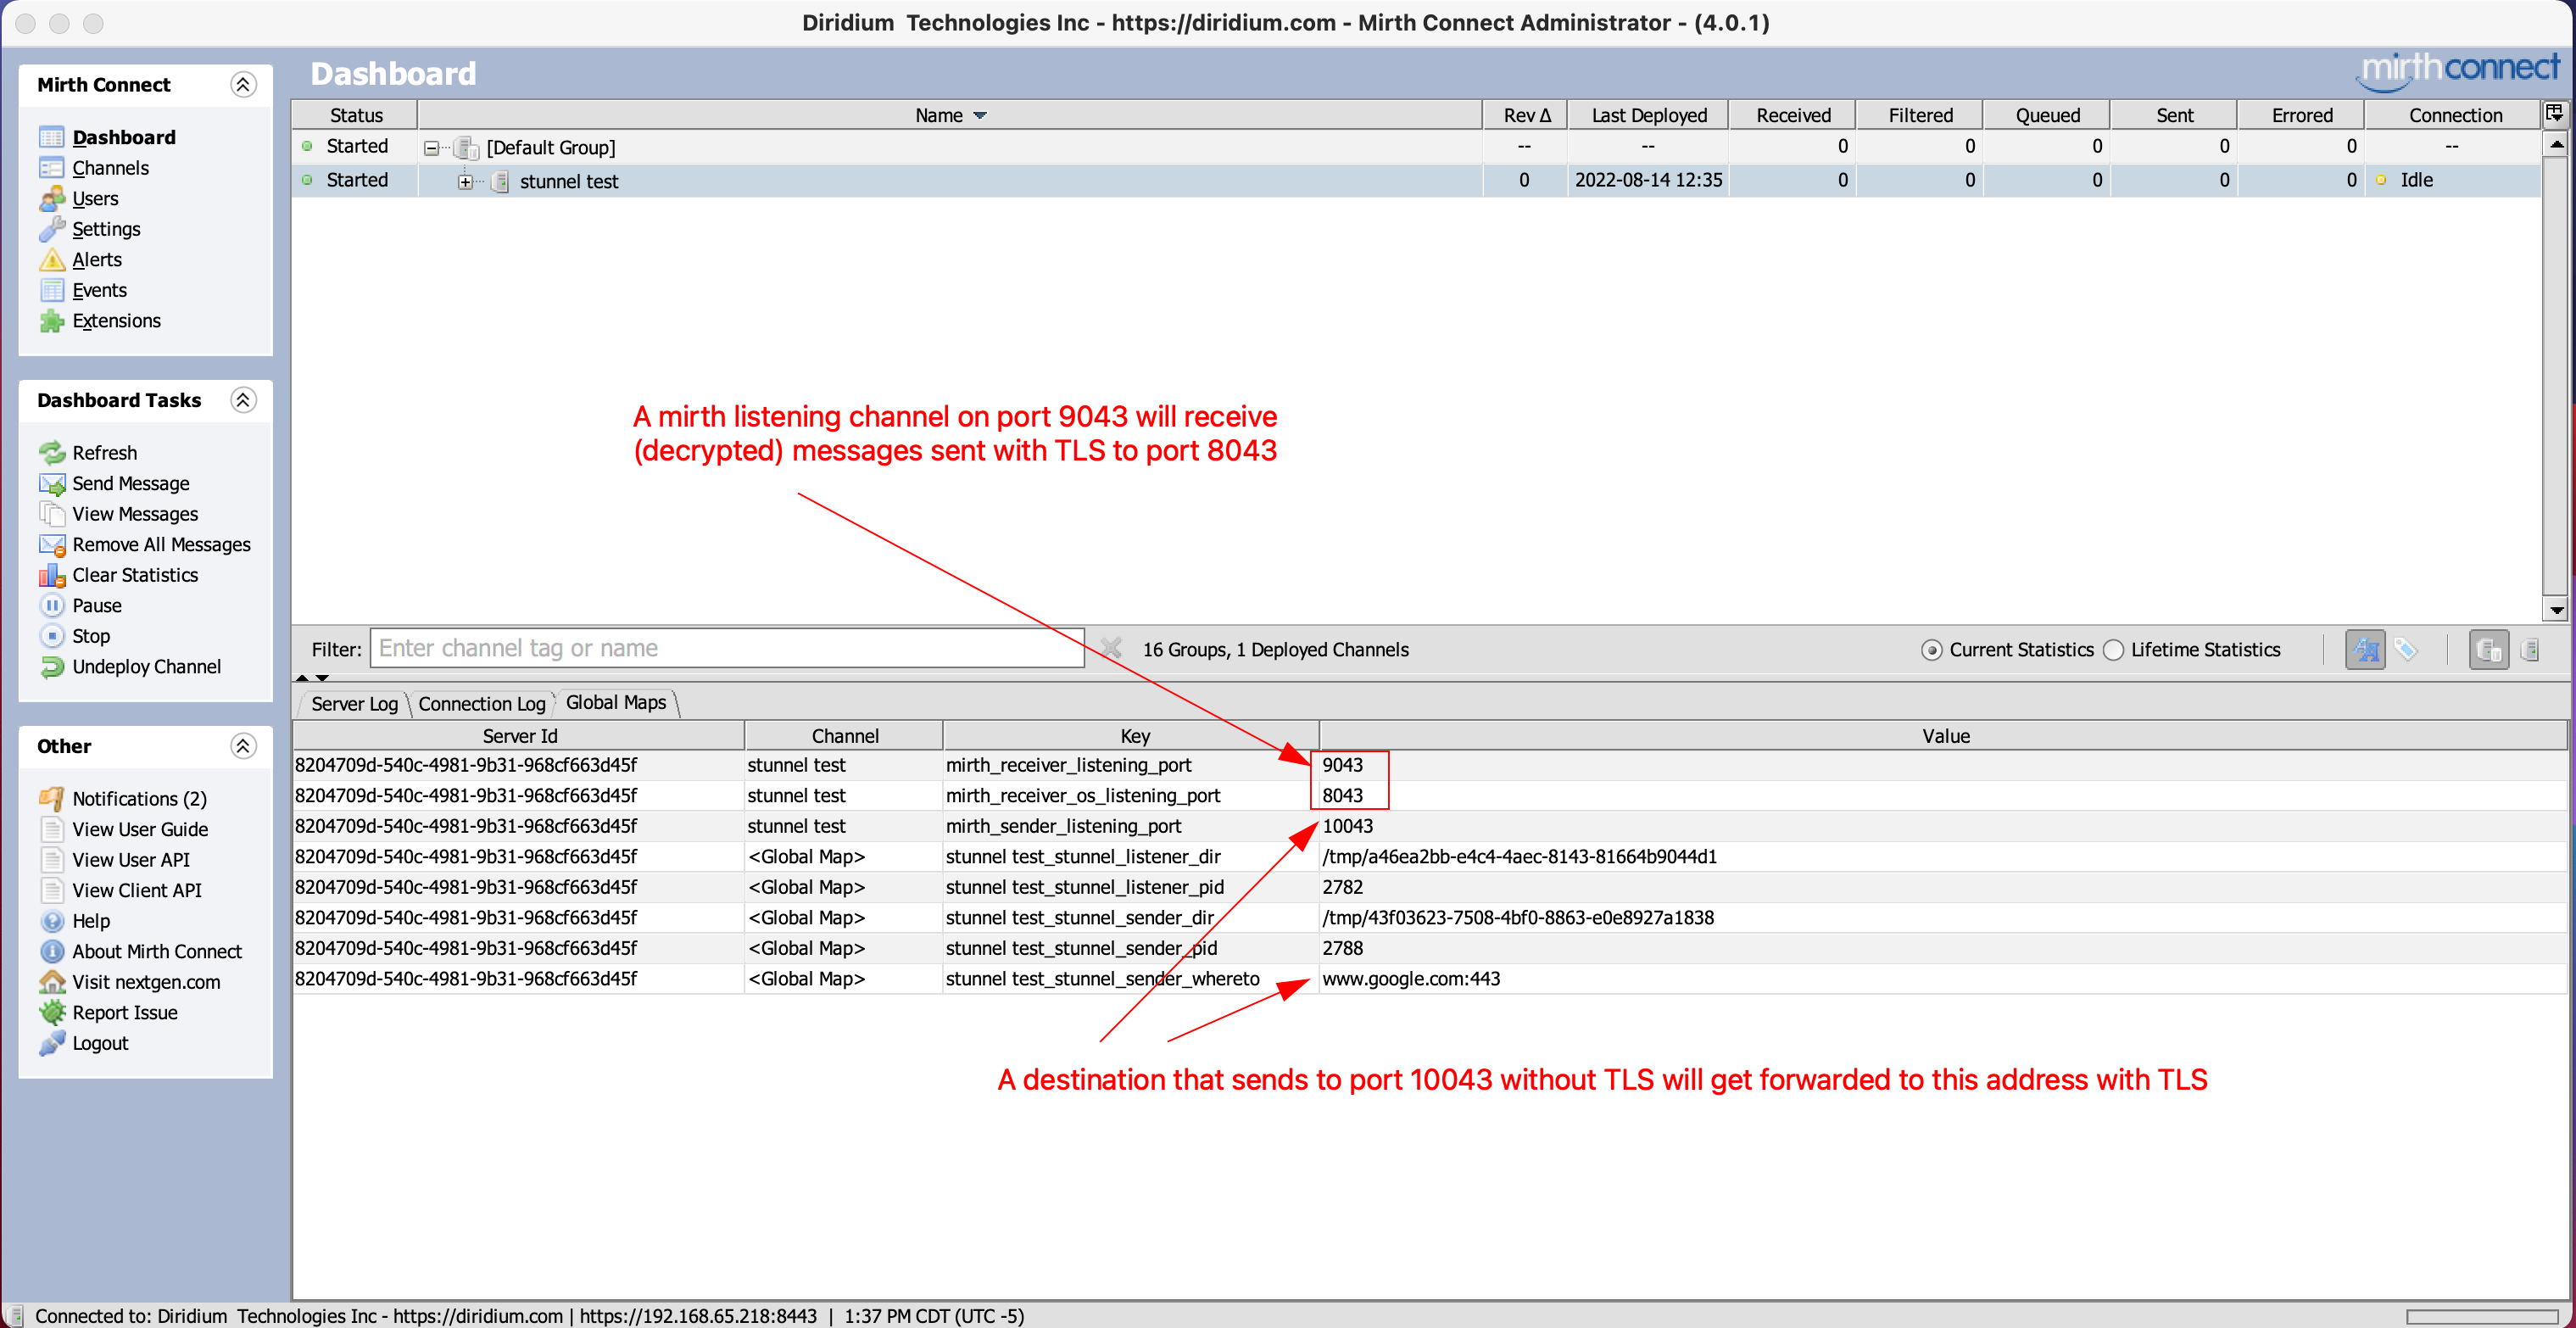 Diridium  Technologies Inc - https://diridium.com - Mirth Connect Administrator - (4.0.1)
Mirth Connect
Dashboard
Channels
Users
Settings
Alerts
Events
Extensions
Dashboard Tasks
Refresh
Send Message
View Messages
Remove All Messages
Clear Statistics
Pause
Stop
Undeploy Channel
Other
Notifications (2)
View User Guide
View User API
View Client API
Help
About Mirth Connect
Visit nextgen.com
Report Issue
Logout
Dashboard
mirthconnect
Status Name Rev Δ Last Deployed Received Filtered Queued Sent Errored Connection
Started [Default Group] -- -- 0 0 0 0 0 --
Started stunnel test 0 2022-08-14 12:35 0 0 0 0 0 Idle
A mirth listening channel on port 9043 will receive
(decrypted) messages sent with TLS to port 8043
Filter: Enter channel tag or name 16 Groups, 1 Deployed Channels Current Statistics Lifetime Statistics
Server Log Connection Log Global Maps
Server Id Channel Key Value
8204709d-540c-4981-9b31-968cf663d45f stunnel test mirth_receiver_listening_port 9043
8204709d-540c-4981-9b31-968cf663d45f stunnel test mirth_receiver_os_listening_port 8043
8204709d-540c-4981-9b31-968cf663d45f stunnel test mirth_sender_listening_port 10043
8204709d-540c-4981-9b31-968cf663d45f <Global Map> stunnel test_stunnel_listener_dir /tmp/a46ea2bb-e4c4-4aec-8143-81664b9044d1
8204709d-540c-4981-9b31-968cf663d45f <Global Map> stunnel test_stunnel_listener_pid 2782
8204709d-540c-4981-9b31-968cf663d45f <Global Map> stunnel test_stunnel_sender_dir /tmp/43f03623-7508-4bf0-8863-e0e8927a1838
8204709d-540c-4981-9b31-968cf663d45f <Global Map> stunnel test_stunnel_sender_pid 2788
8204709d-540c-4981-9b31-968cf663d45f <Global Map> stunnel test_stunnel_sender_whereto www.google.com:443
A destination that sends to port 10043 without TLS will get forwarded to this address with TLS
Connected to: Diridium  Technologies Inc - https://diridium.com | https://192.168.65.218:8443 | 1:37 PM CDT (UTC -5)